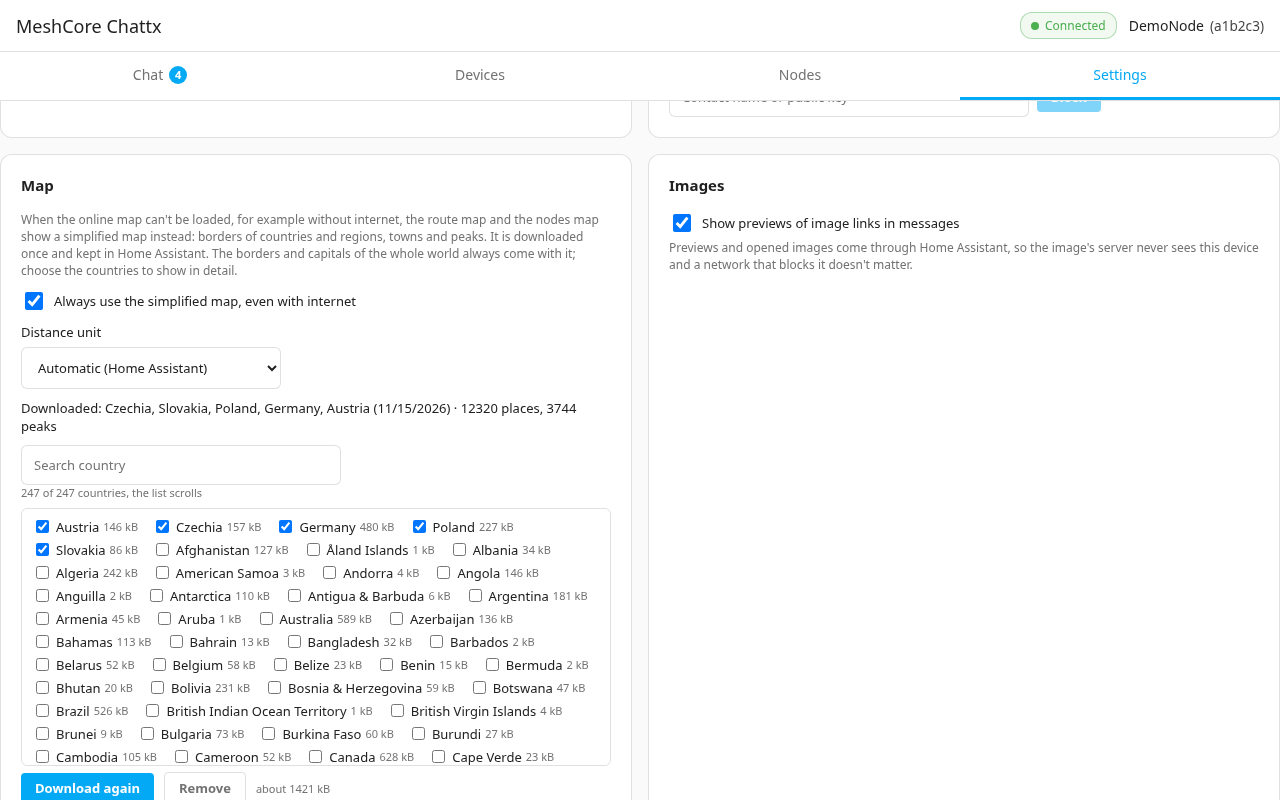 MeshCore Chattx
Connected
DemoNode (a1b2c3)
Chat 4
Devices
Nodes
Settings
Map
When the online map can't be loaded, for example without internet, the route map and the nodes map
show a simplified map instead: borders of countries and regions, towns and peaks. It is downloaded
once and kept in Home Assistant. The borders and capitals of the whole world always come with it;
choose the countries to show in detail.
Always use the simplified map, even with internet
Distance unit
Automatic (Home Assistant)
Downloaded: Czechia, Slovakia, Poland, Germany, Austria (11/15/2026) · 12320 places, 3744
peaks
Search country
247 of 247 countries, the list scrolls
Austria 146 kB Czechia 157 kB Germany 480 kB Poland 227 kB
Slovakia 86 kB Afghanistan 127 kB Åland Islands 1 kB Albania 34 kB
Algeria 242 kB American Samoa 3 kB Andorra 4 kB Angola 146 kB
Anguilla 2 kB Antarctica 110 kB Antigua & Barbuda 6 kB Argentina 181 kB
Armenia 45 kB Aruba 1 kB Australia 589 kB Azerbaijan 136 kB
Bahamas 113 kB Bahrain 13 kB Bangladesh 32 kB Barbados 2 kB
Belarus 52 kB Belgium 58 kB Belize 23 kB Benin 15 kB Bermuda 2 kB
Bhutan 20 kB Bolivia 231 kB Bosnia & Herzegovina 59 kB Botswana 47 kB
Brazil 526 kB British Indian Ocean Territory 1 kB British Virgin Islands 4 kB
Brunei 9 kB Bulgaria 73 kB Burkina Faso 60 kB Burundi 27 kB
Cambodia 105 kB Cameroon 52 kB Canada 628 kB Cape Verde 23 kB
Download again
Remove
about 1421 kB
Images
Show previews of image links in messages
Previews and opened images come through Home Assistant, so the image's server never sees this device
and a network that blocks it doesn't matter.